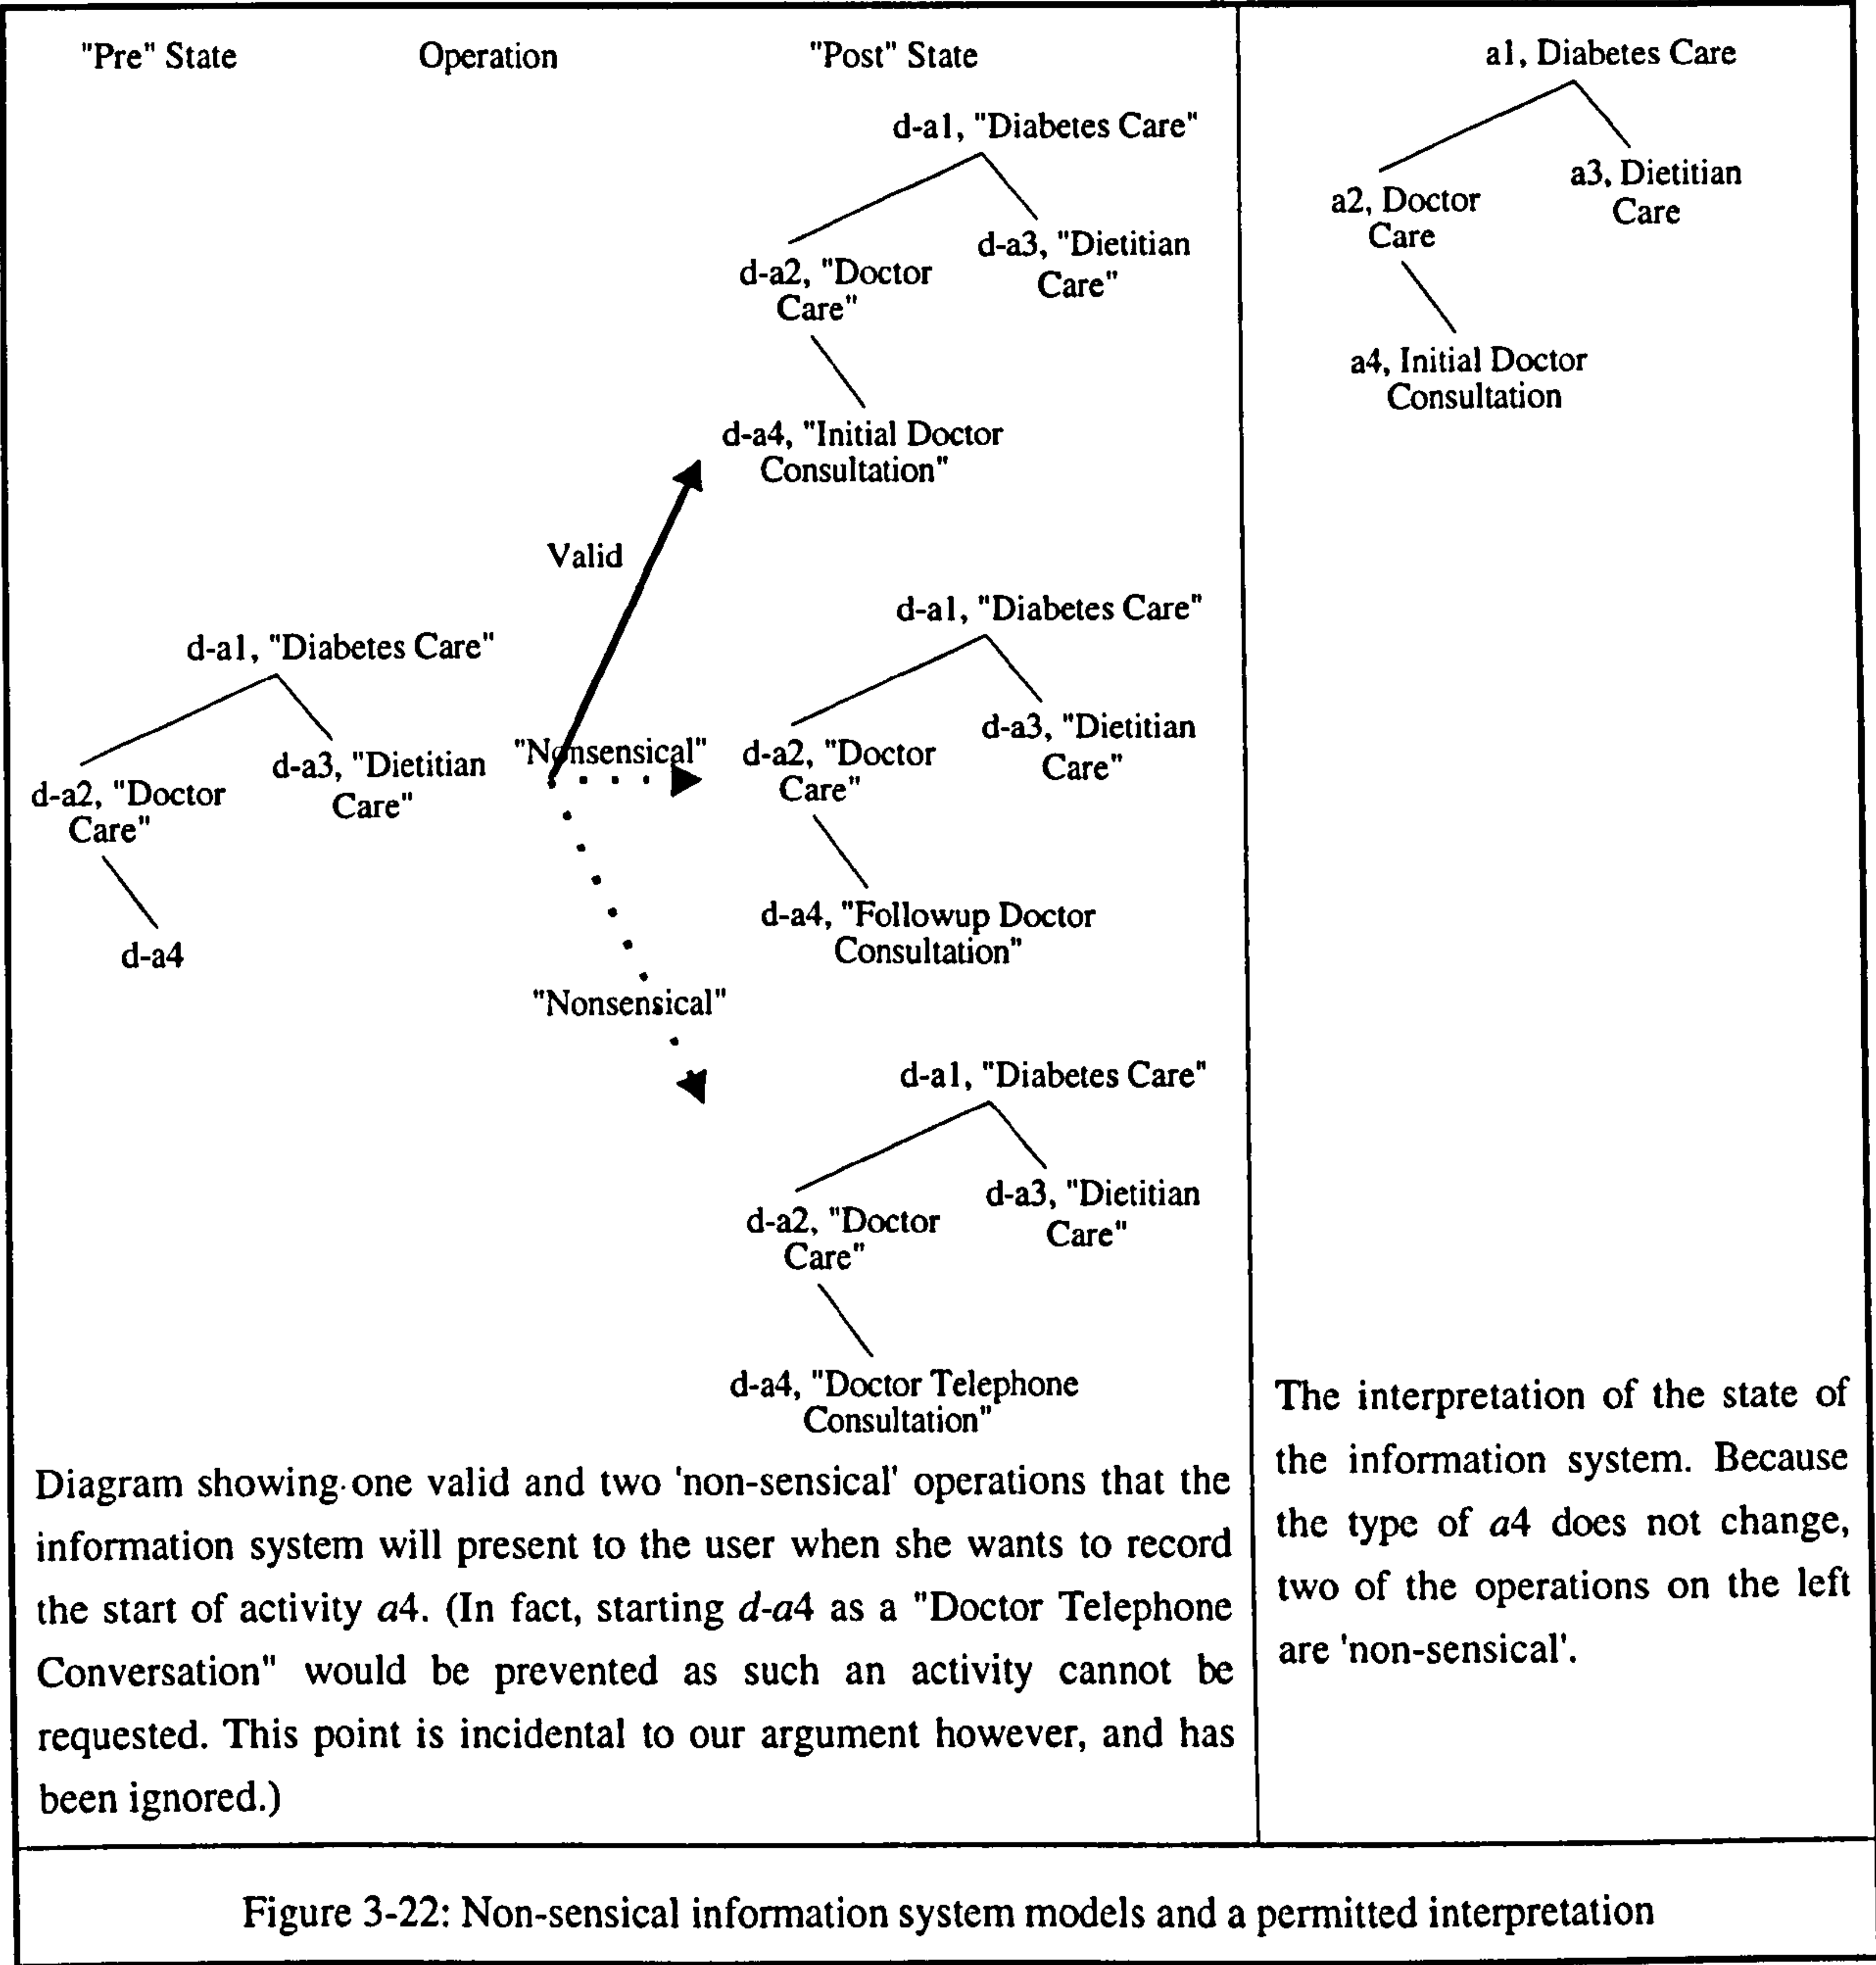 "Pre" State
Operation
"Post" State
d-a1, "Diabetes Care"
d-a2, "Doctor
Care"
d-a3, "Dietitian
Care"
d-a4
Valid
"Nonsensical"
"Nonsensical"
d-a1, "Diabetes Care"
d-a3, "Dietitian
Care"
d-a2, "Doctor
Care"
d-a4, "Initial Doctor
Consultation"
d-a1, "Diabetes Care"
d-a3, "Dietitian
Care"
d-a2, "Doctor
Care"
d-a4, "Followup Doctor
Consultation"
d-a1, "Diabetes Care"
d-a3, "Dietitian
Care"
d-a2, "Doctor
Care"
d-a4, "Doctor Telephone
Consultation"
Diagram showing one valid and two 'non-sensical' operations that the
information system will present to the user when she wants to record
the start of activity a4. (In fact, starting d-a4 as a "Doctor Telephone
Conversation" would be prevented as such an activity cannot be
requested. This point is incidental to our argument however, and has
been ignored.)
a1, Diabetes Care
a3, Dietitian
Care
a2, Doctor
Care
a4, Initial Doctor
Consultation
The interpretation of the state of
the information system. Because
the type of a4 does not change,
two of the operations on the left
are 'non-sensical'.
Figure 3-22: Non-sensical information system models and a permitted interpretation